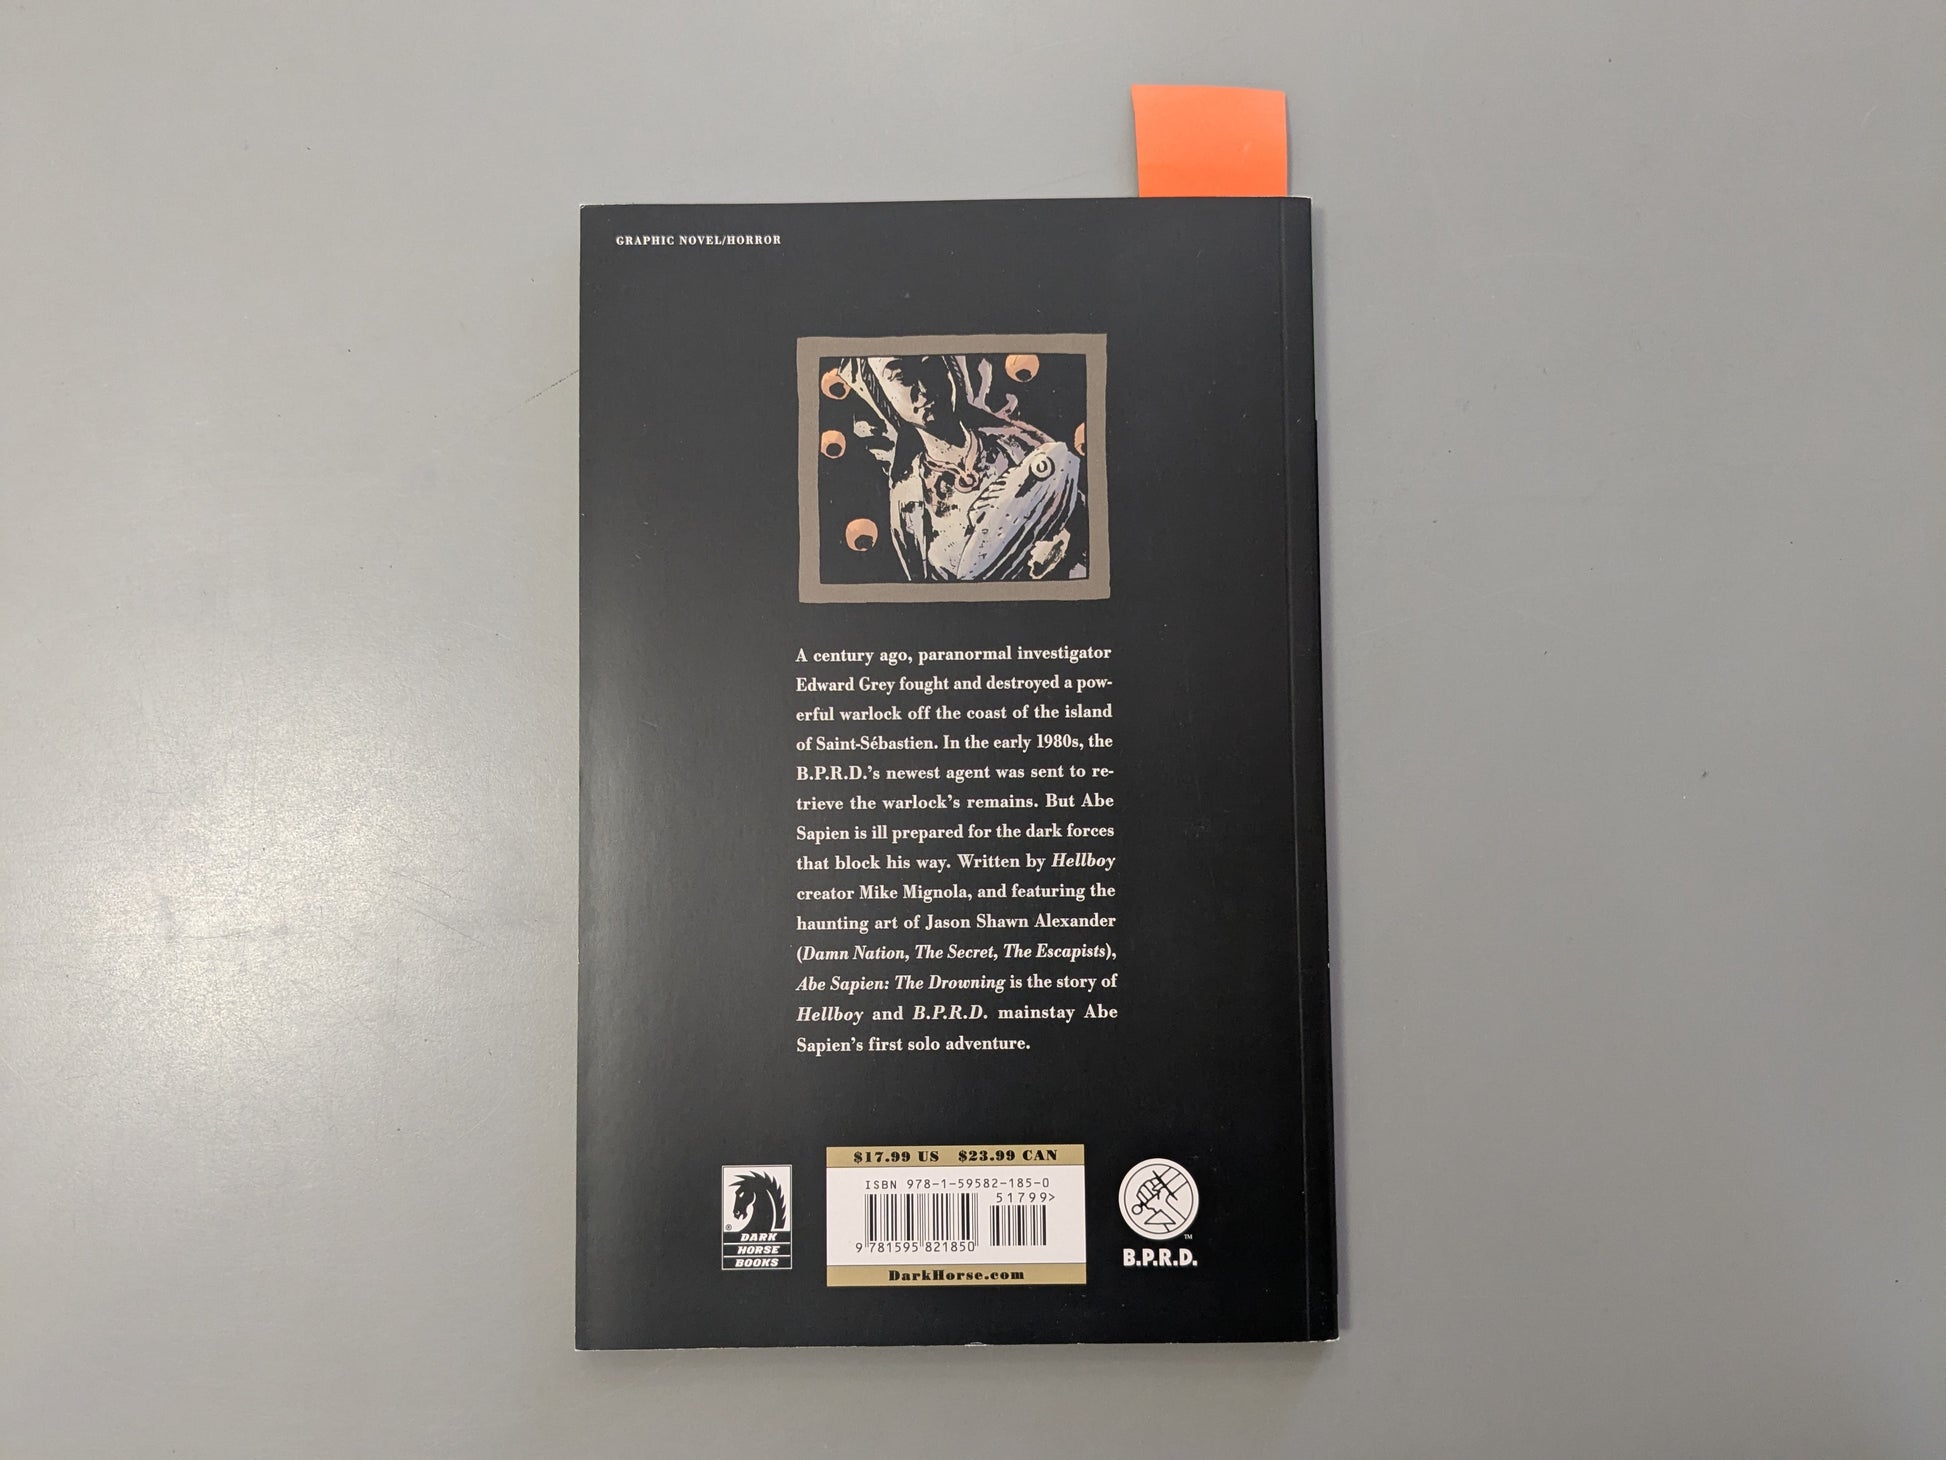 GRAPHIC NOVEL/HORROR
A century ago, paranormal investigator
Edward Grey fought and destroyed a pow-
erful warlock off the coast of the island
of Saint-Sébastien. In the early 1980s, the
B.P.R.D.'s newest agent was sent to re-
trieve the warlock's remains. But Abe
Sapien is ill prepared for the dark forces
that block his way. Written by Hellboy
creator Mike Mignola, and featuring the
haunting art of Jason Shawn Alexander
(Damn Nation, The Secret, The Escapists),
Abe Sapien: The Drowning is the story of
Hellboy and B.P.R.D. mainstay Abe
Sapien's first solo adventure.
$17.99 US $23.99 CAN
ISBN 978-1-59582-185-0
51799>
9 781595 821850
DarkHorse.com
®
DARK
HORSE
BOOKS
™
B.P.R.D.